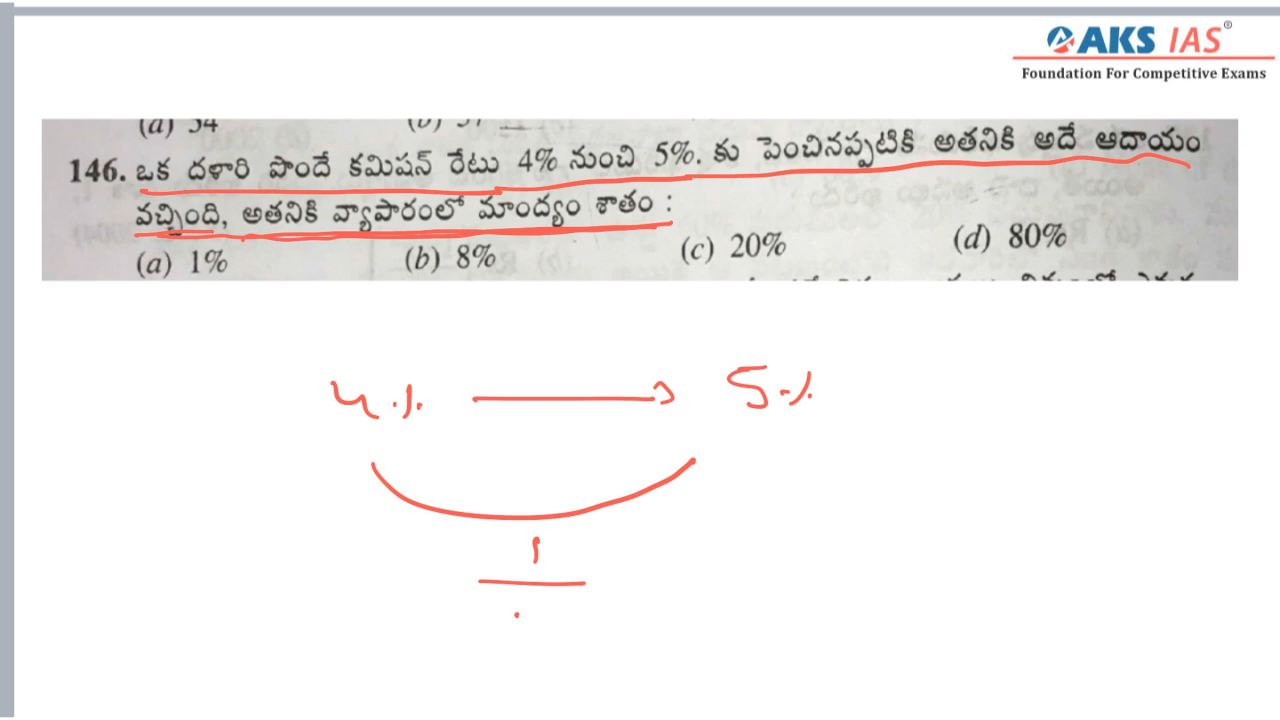 AKS IAS®
Foundation For Competitive Exams
(a) 54
146. ఒక దళారి పొందే కమిషన్ రేటు 4% నుంచి 5%. కు పెంచినప్పటికి అతనికి అదే ఆదాయం
వచ్చింది, అతనికి వ్యాపారంలో మాంద్యం శాతం :
(a) 1% (b) 8% (c) 20% (d) 80%
4% 5%
1